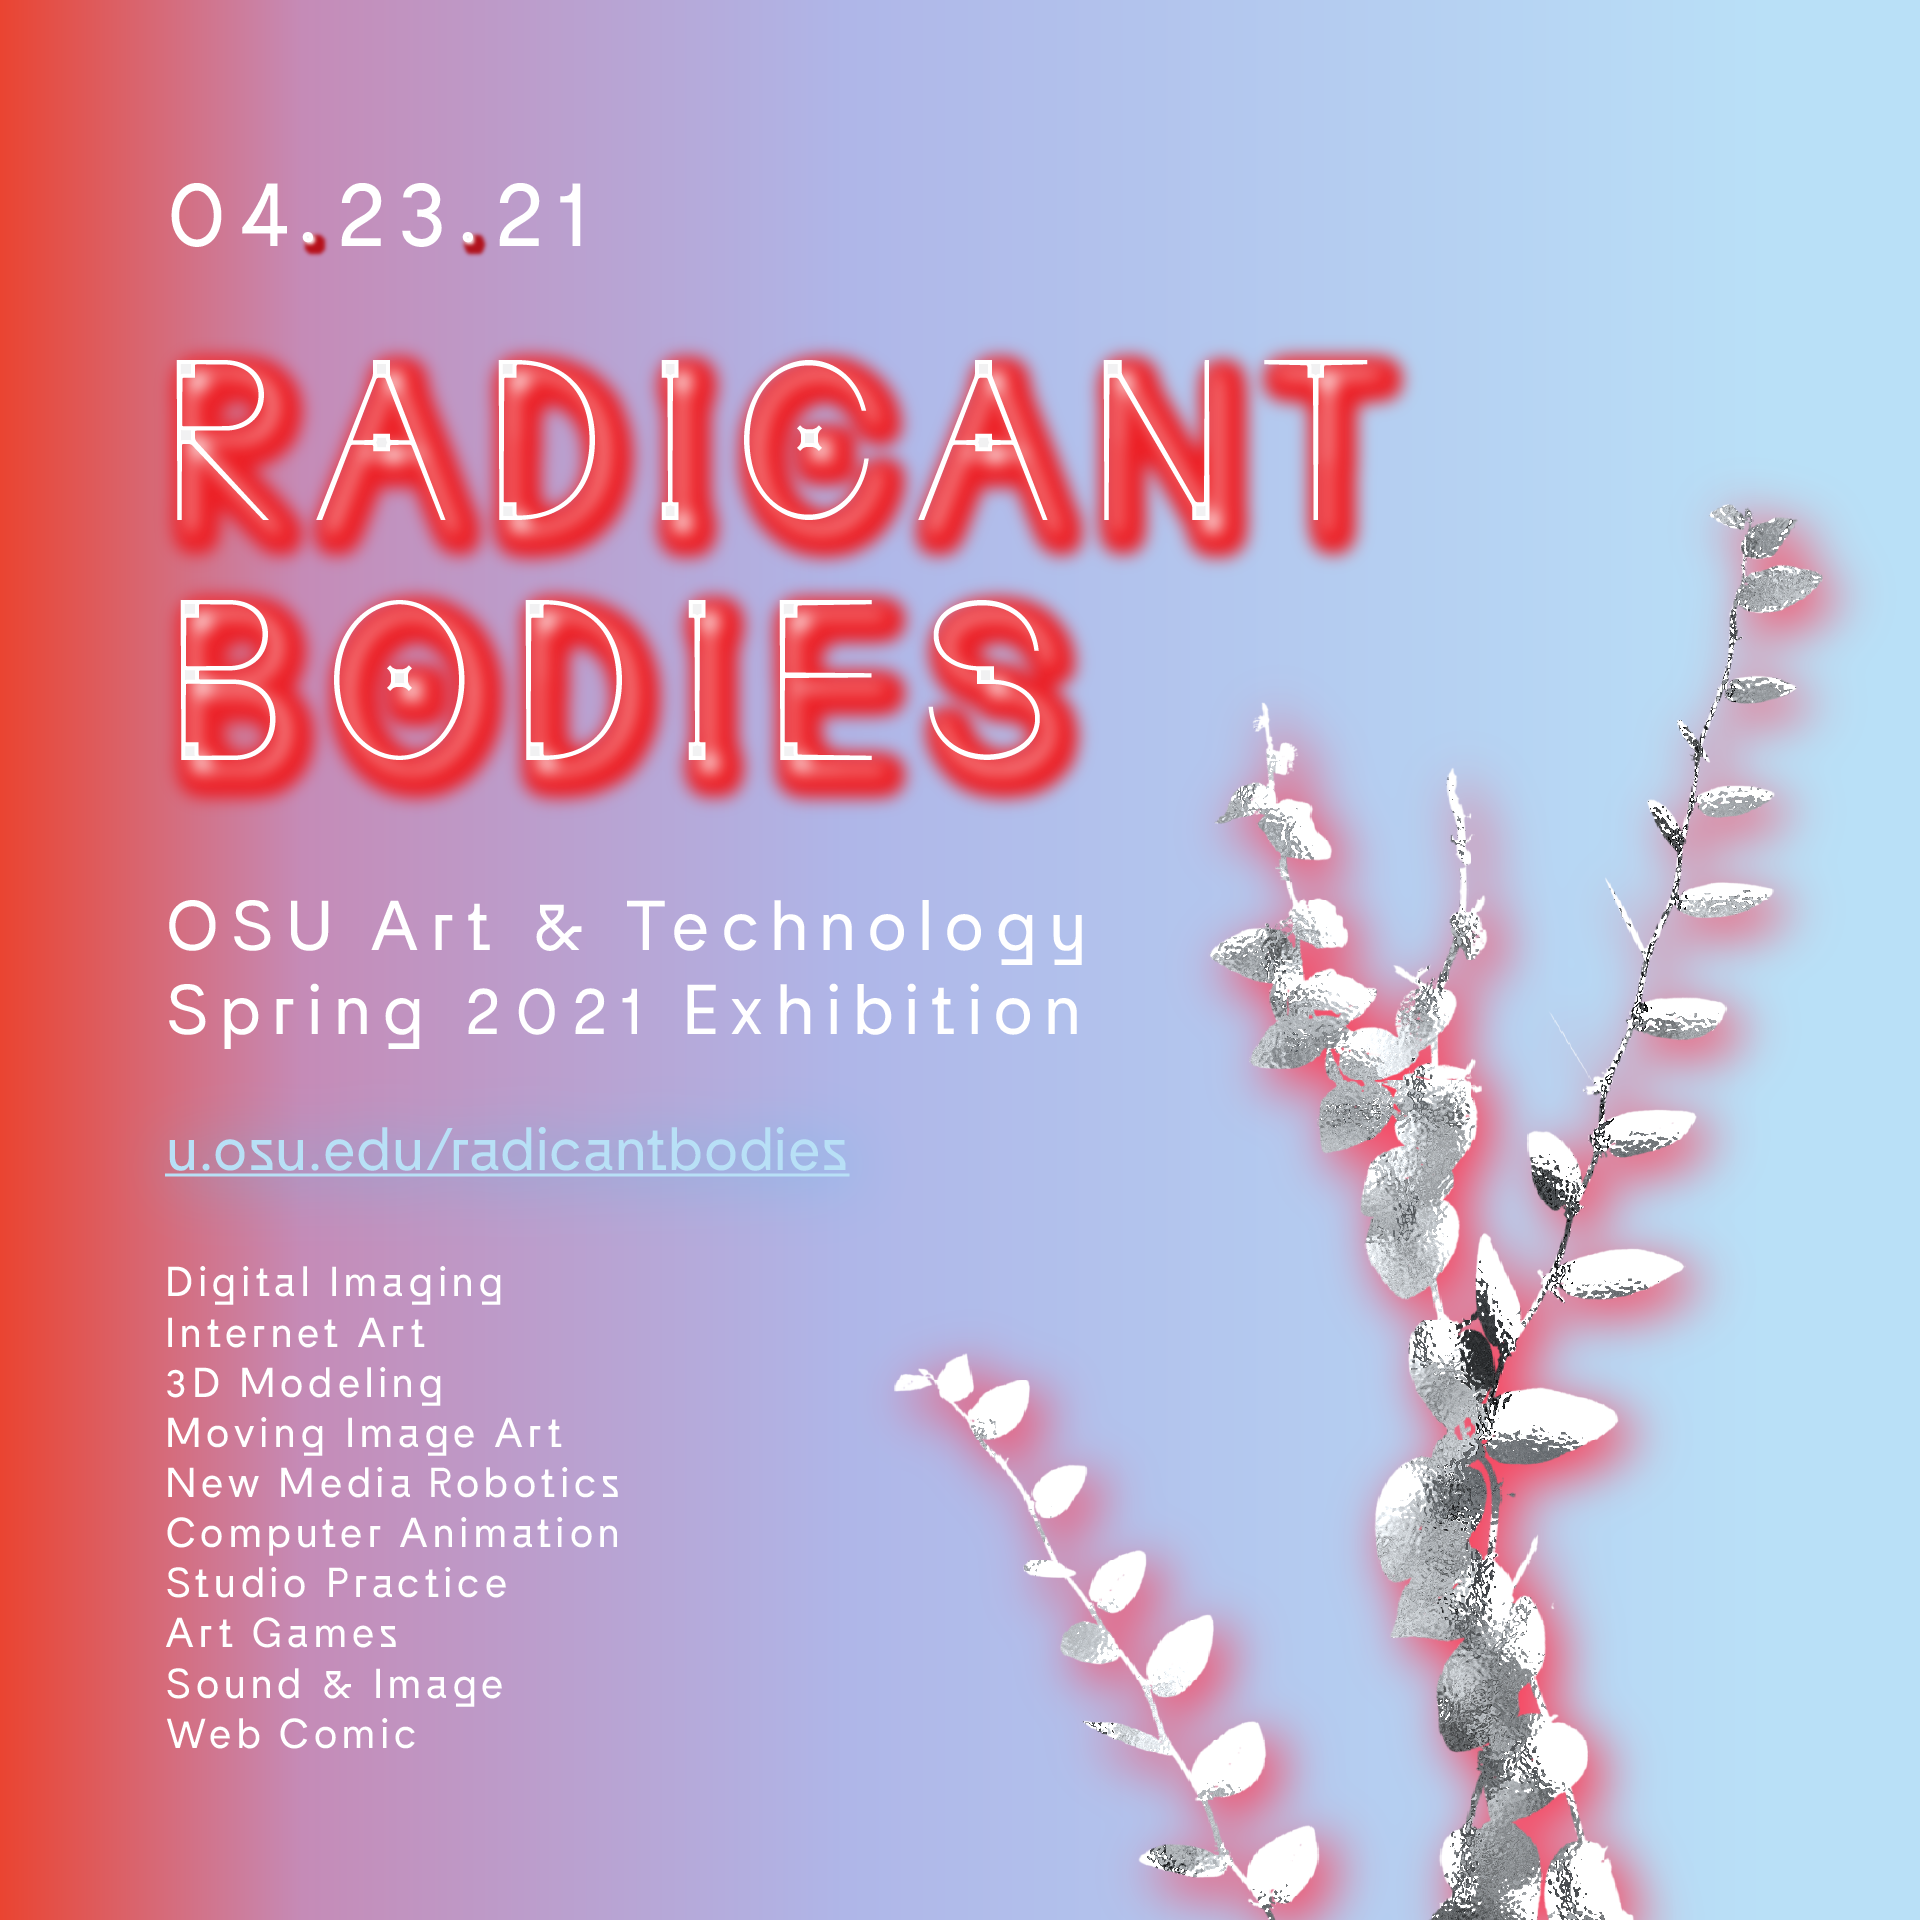 04.23.21
RADICANT
BODIES
OSU Art & Technology
Spring 2021 Exhibition
u.osu.edu/radicantbodies
Digital Imaging
Internet Art
3D Modeling
Moving Image Art
New Media Robotics
Computer Animation
Studio Practice
Art Games
Sound & Image
Web Comic